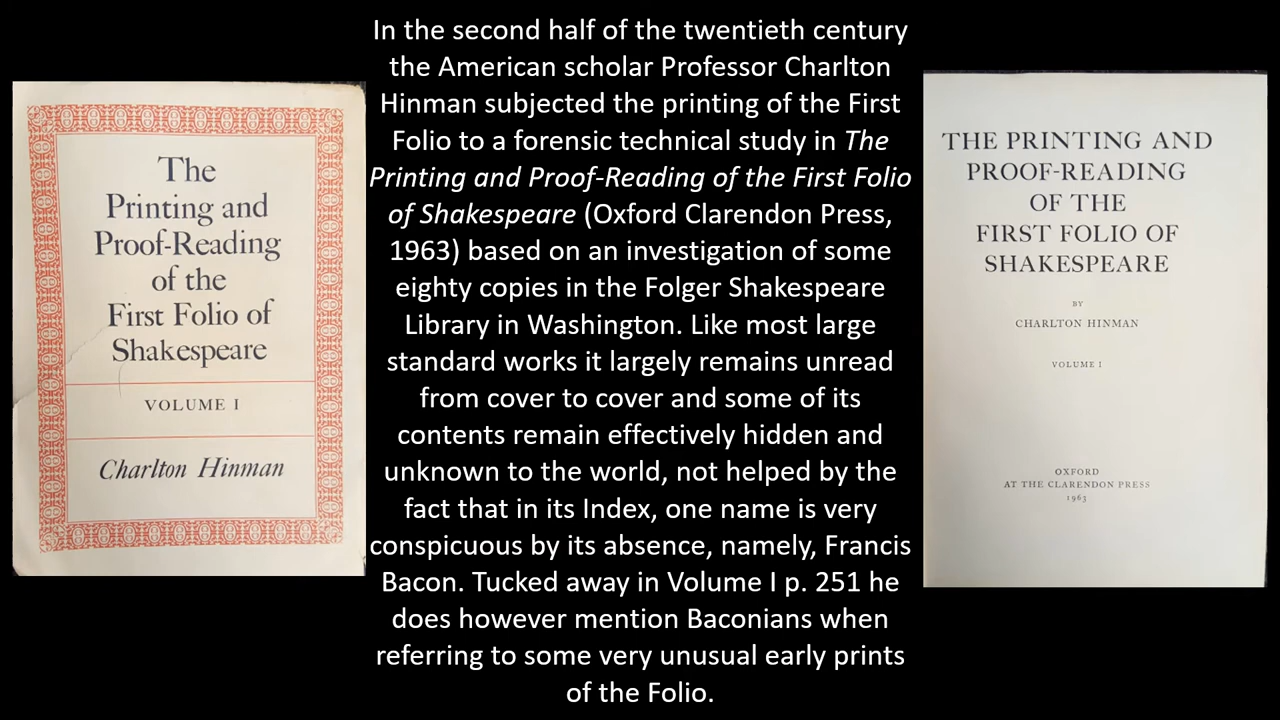 The
Printing and
Proof-Reading
of the
First Folio of
Shakespeare
VOLUME I
Charlton Hinman
In the second half of the twentieth century
the American scholar Professor Charlton
Hinman subjected the printing of the First
Folio to a forensic technical study in The
Printing and Proof-Reading of the First Folio
of Shakespeare (Oxford Clarendon Press,
1963) based on an investigation of some
eighty copies in the Folger Shakespeare
Library in Washington. Like most large
standard works it largely remains unread
from cover to cover and some of its
contents remain effectively hidden and
unknown to the world, not helped by the
fact that in its Index, one name is very
conspicuous by its absence, namely, Francis
Bacon. Tucked away in Volume I p. 251 he
does however mention Baconians when
referring to some very unusual early prints
of the Folio.
THE PRINTING AND
PROOF-READING
OF THE
FIRST FOLIO OF
SHAKESPEARE
BY
CHARLTON HINMAN
VOLUME I
OXFORD
AT THE CLARENDON PRESS
1963